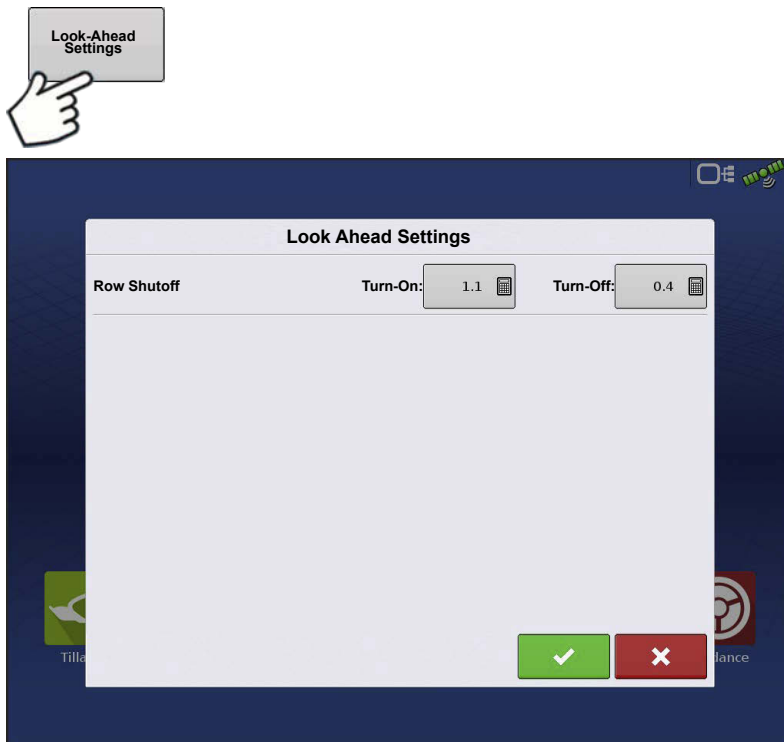 Look-Ahead
Settings
Look Ahead Settings
Row Shutoff Turn-On: 1.1 Turn-Off: 0.4
Tilla
dance